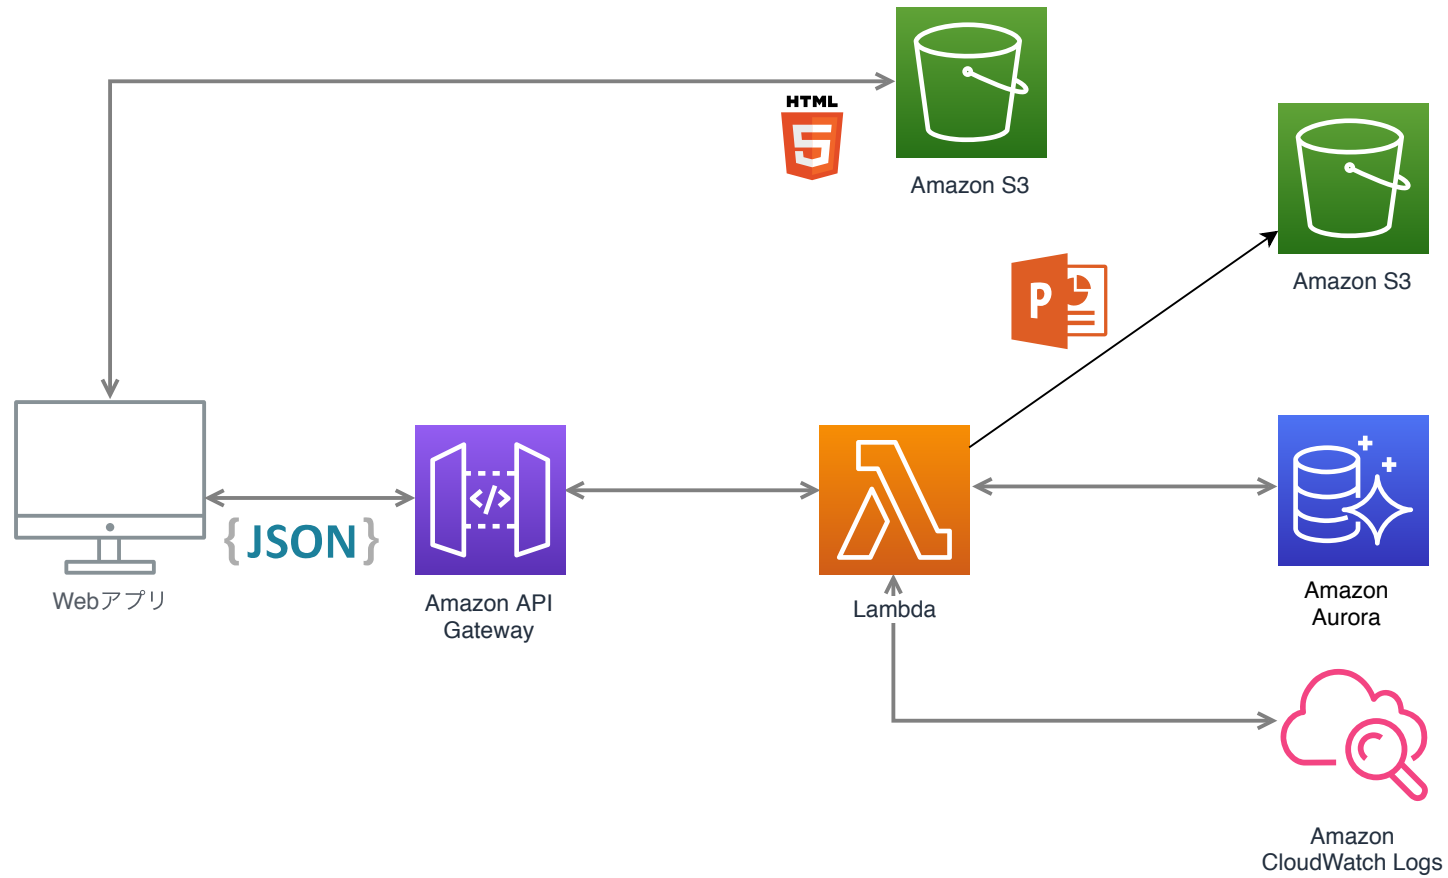 HTML
5
Amazon S3
Amazon S3
P
</>
{JSON}
Webアプリ
Amazon API
Gateway
Lambda
Amazon
Aurora
Amazon
CloudWatch Logs